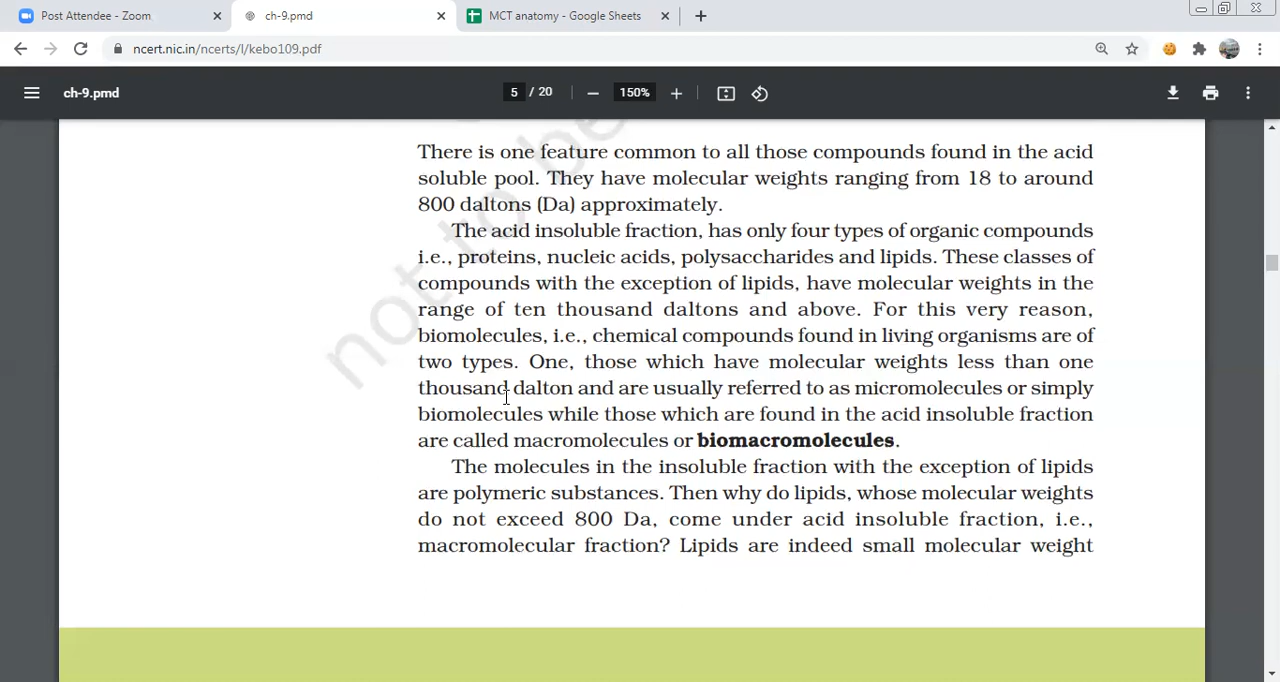 Post Attendee - Zoom
ch-9.pmd
MCT anatomy - Google Sheets
ncert.nic.in/ncerts/l/kebo109.pdf
ch-9.pmd
5 / 20
150%
There is one feature common to all those compounds found in the acid
soluble pool. They have molecular weights ranging from 18 to around
800 daltons (Da) approximately.
The acid insoluble fraction, has only four types of organic compounds
i.e., proteins, nucleic acids, polysaccharides and lipids. These classes of
compounds with the exception of lipids, have molecular weights in the
range of ten thousand daltons and above. For this very reason,
biomolecules, i.e., chemical compounds found in living organisms are of
two types. One, those which have molecular weights less than one
thousand dalton and are usually referred to as micromolecules or simply
biomolecules while those which are found in the acid insoluble fraction
are called macromolecules or biomacromolecules.
The molecules in the insoluble fraction with the exception of lipids
are polymeric substances. Then why do lipids, whose molecular weights
do not exceed 800 Da, come under acid insoluble fraction, i.e.,
macromolecular fraction? Lipids are indeed small molecular weight
not to be